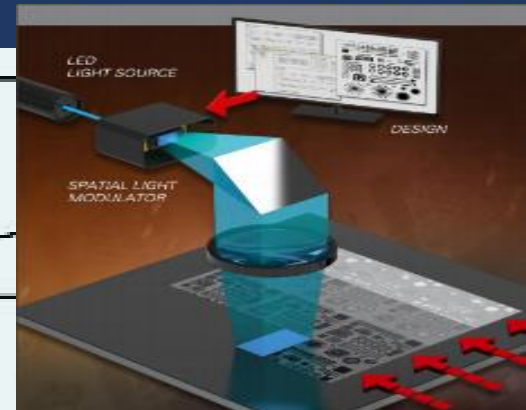 LED
LIGHT SOURCE
DESIGN
SPATIAL LIGHT
MODULATOR